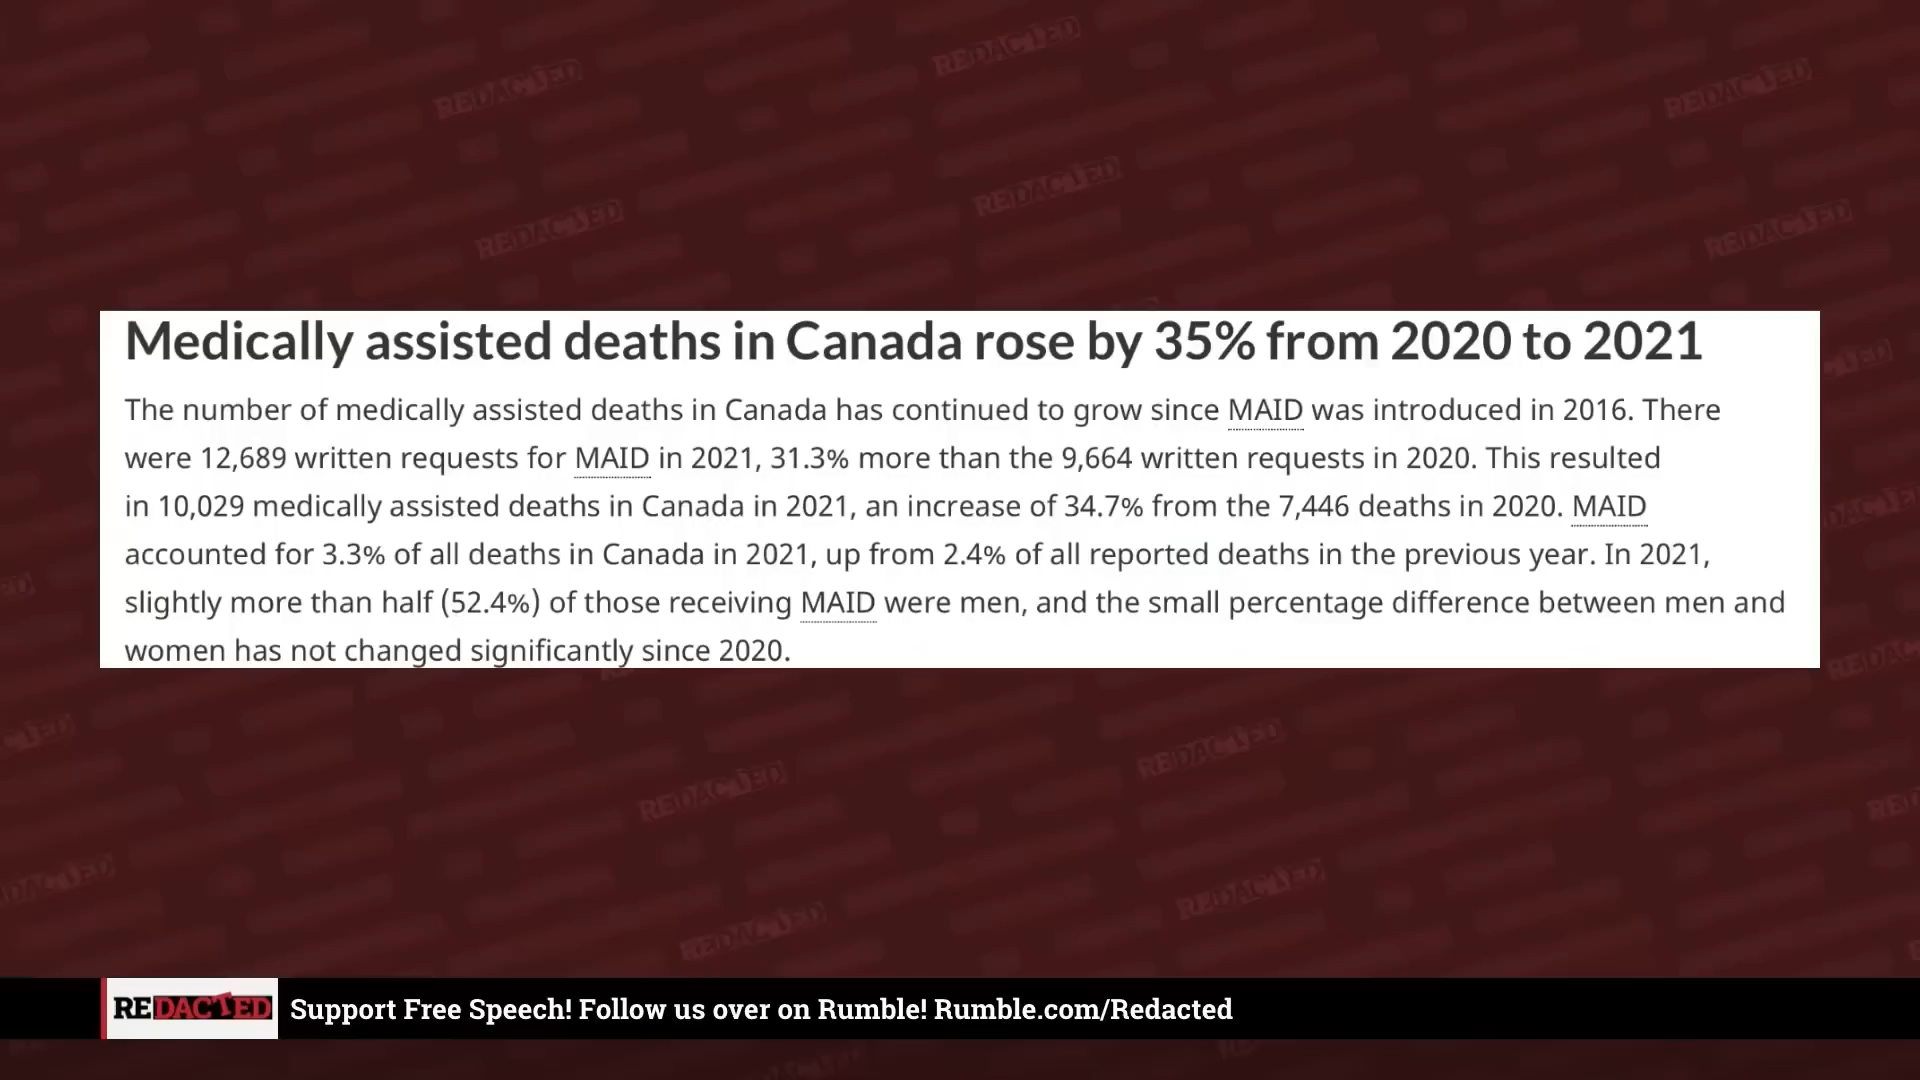 Medically assisted deaths in Canada rose by 35% from 2020 to 2021
The number of medically assisted deaths in Canada has continued to grow since MAID was introduced in 2016. There
were 12,689 written requests for MAID in 2021, 31.3% more than the 9,664 written requests in 2020. This resulted
in 10,029 medically assisted deaths in Canada in 2021, an increase of 34.7% from the 7,446 deaths in 2020. MAID
accounted for 3.3% of all deaths in Canada in 2021, up from 2.4% of all reported deaths in the previous year. In 2021,
slightly more than half (52.4%) of those receiving MAID were men, and the small percentage difference between men and
women has not changed significantly since 2020.
REDACTED Support Free Speech! Follow us over on Rumble! Rumble.com/Redacted